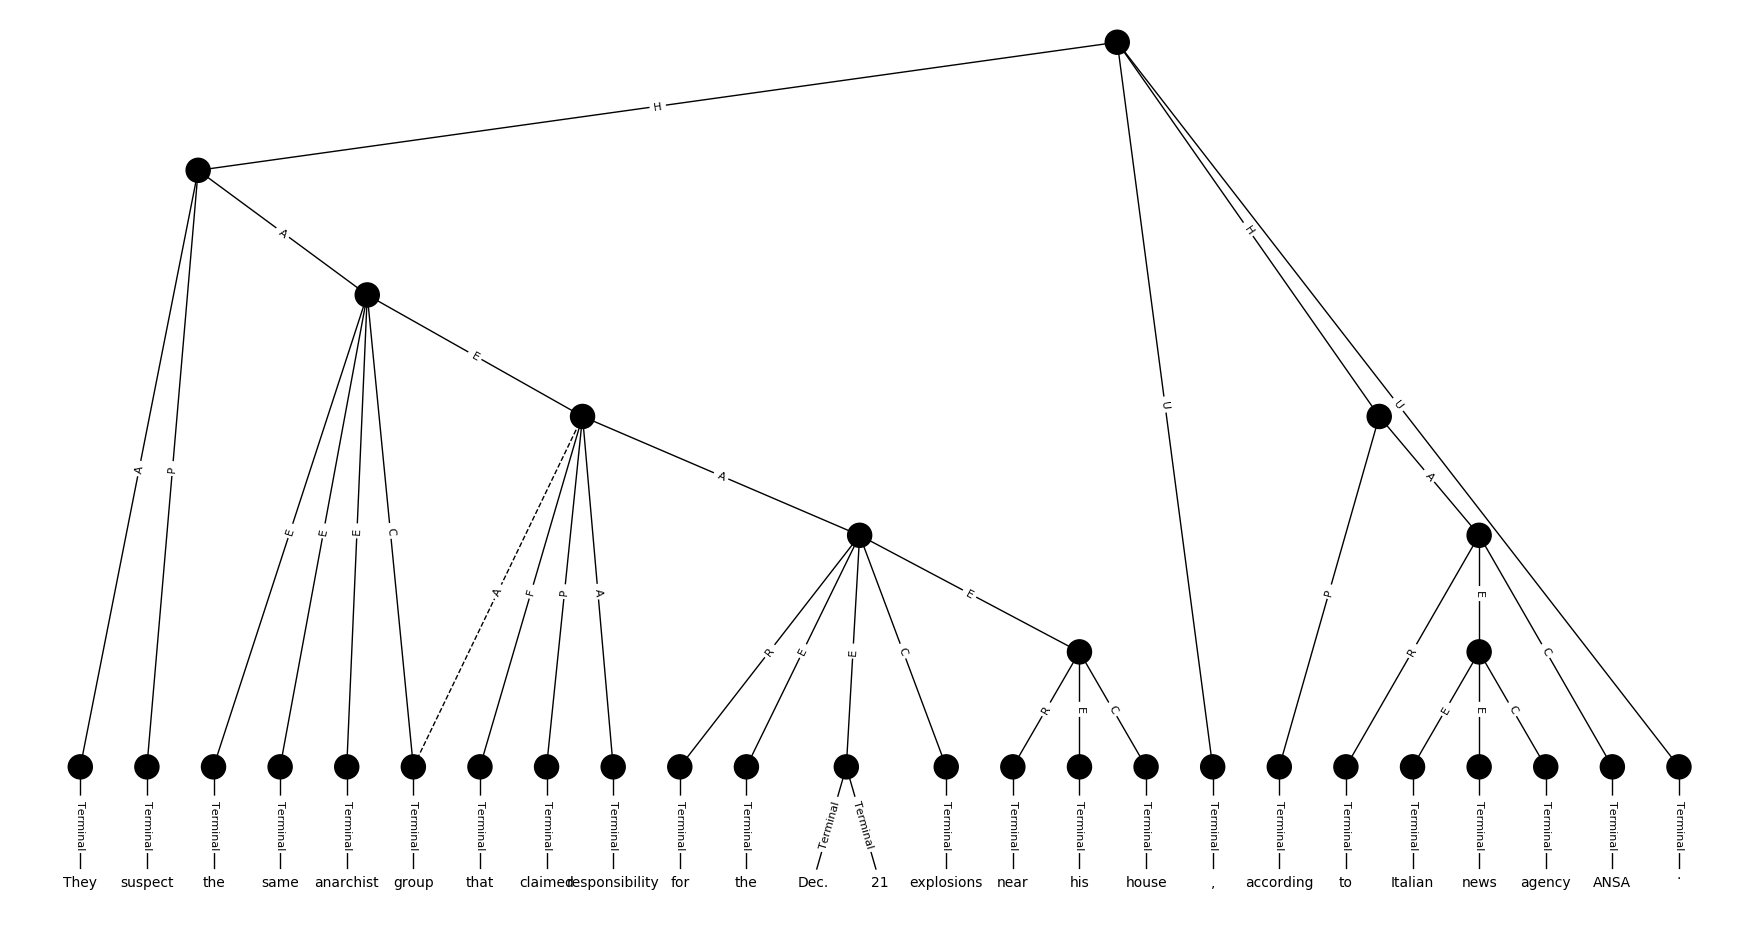 H
A
H
E
U
U
A
P
E
E
E
C
A
A
P
A
F
P
A
E
P
E
R
E
E
C
R
E
C
R
E
C
E
E
C
Terminal Terminal Terminal Terminal Terminal Terminal Terminal Terminal Terminal Terminal Terminal Terminal Terminal Terminal Terminal Terminal Terminal Terminal Terminal Terminal Terminal Terminal Terminal Terminal Terminal Terminal
They suspect the same anarchist group that claimed responsibility for the Dec. 21 explosions near his house , according to Italian news agency ANSA .